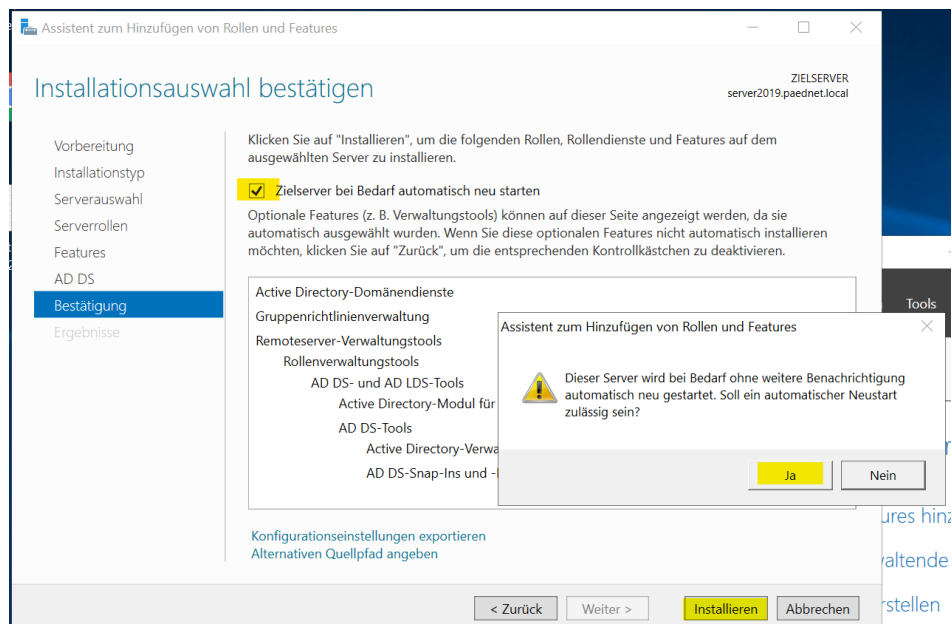 Assistent zum Hinzufügen von Rollen und Features
Installationsauswahl bestätigen
ZIELSERVER
server2019.paednet.local
Vorbereitung
Installationstyp
Serverauswahl
Serverrollen
Features
AD DS
Bestätigung
Ergebnisse
Klicken Sie auf "Installieren", um die folgenden Rollen, Rollendienste und Features auf dem
ausgewählten Server zu installieren.
Zielserver bei Bedarf automatisch neu starten
Optionale Features (z. B. Verwaltungstools) können auf dieser Seite angezeigt werden, da sie
automatisch ausgewählt wurden. Wenn Sie diese optionalen Features nicht automatisch installieren
möchten, klicken Sie auf "Zurück", um die entsprechenden Kontrollkästchen zu deaktivieren.
Active Directory-Domänendienste
Gruppenrichtlinienverwaltung
Remoteserver-Verwaltungstools
Rollenverwaltungstools
AD DS- und AD LDS-Tools
Active Directory-Modul für
AD DS-Tools
Active Directory-Verwa
AD DS-Snap-Ins und -
Assistent zum Hinzufügen von Rollen und Features
Dieser Server wird bei Bedarf ohne weitere Benachrichtigung
automatisch neu gestartet. Soll ein automatischer Neustart
zulässig sein?
Ja
Nein
Konfigurationseinstellungen exportieren
Alternativen Quellpfad angeben
< Zurück
Weiter >
Installieren
Abbrechen
Tools
ures hinz
valtende
rstellen